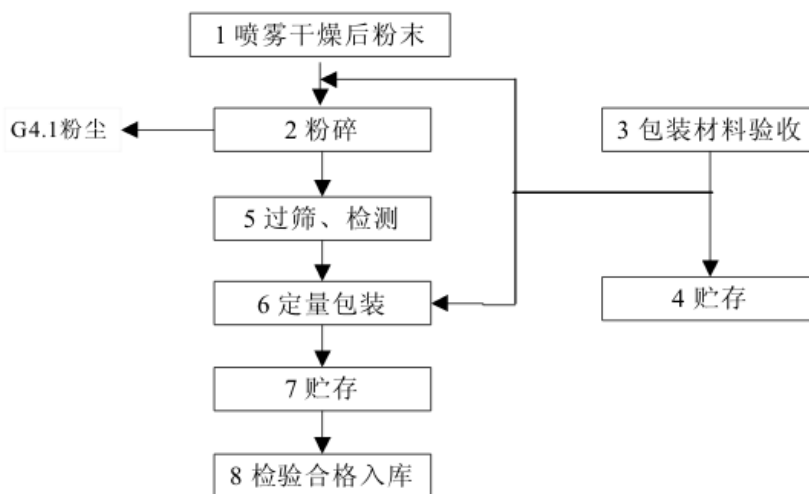 1 喷雾干燥后粉末
G4.1粉尘
2 粉碎
3 包装材料验收
5 过筛、检测
6 定量包装
4 贮存
7 贮存
8 检验合格入库